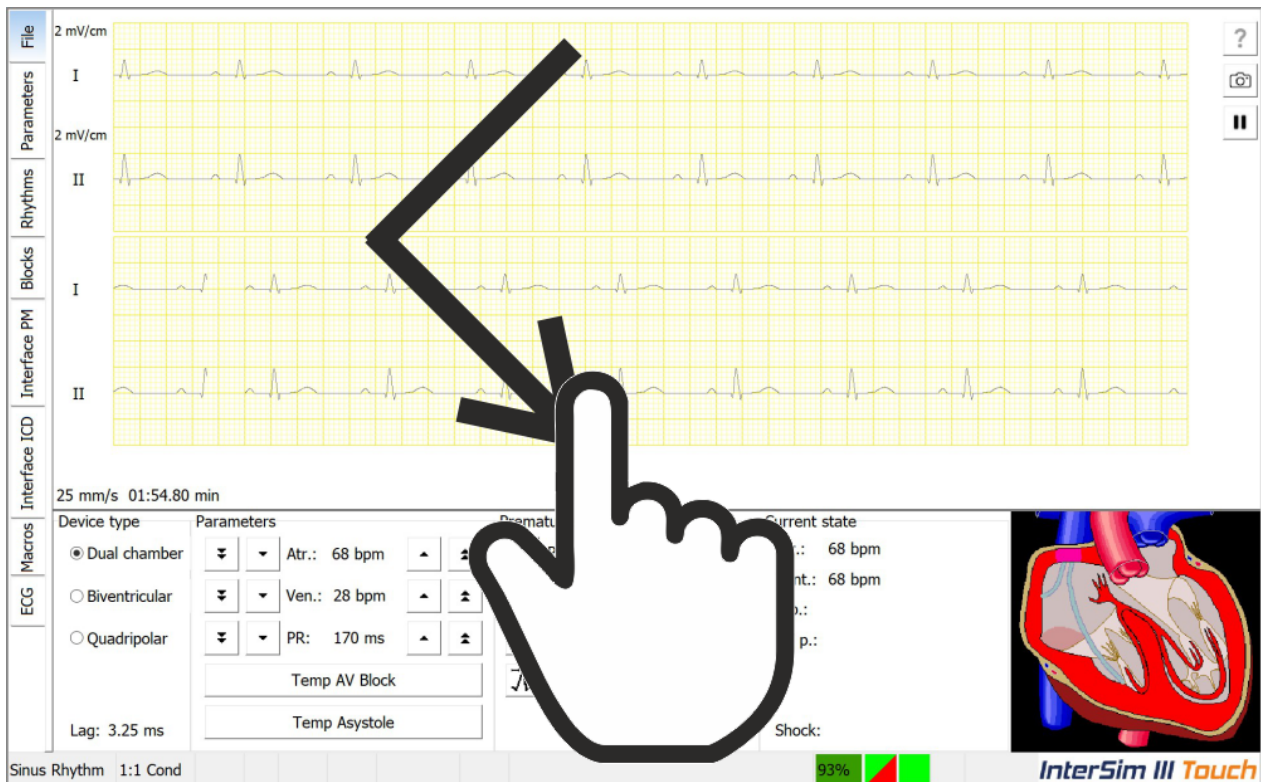 File
Parameters
Rhythms
Blocks
Interface PM
Interface ICD
Macros
ECG
2 mV/cm
I
2 mV/cm
II
I
II
25 mm/s 01:54.80 min
?
Device type
Dual chamber
Biventricular
Quadripolar
Lag: 3.25 ms
Parameters
Atr.: 68 bpm
Ven.: 28 bpm
PR: 170 ms
Temp AV Block
Temp Asystole
Current state
68 bpm
68 bpm
p.:
Shock:
Sinus Rhythm 1:1 Cond
93%
InterSim III Touch